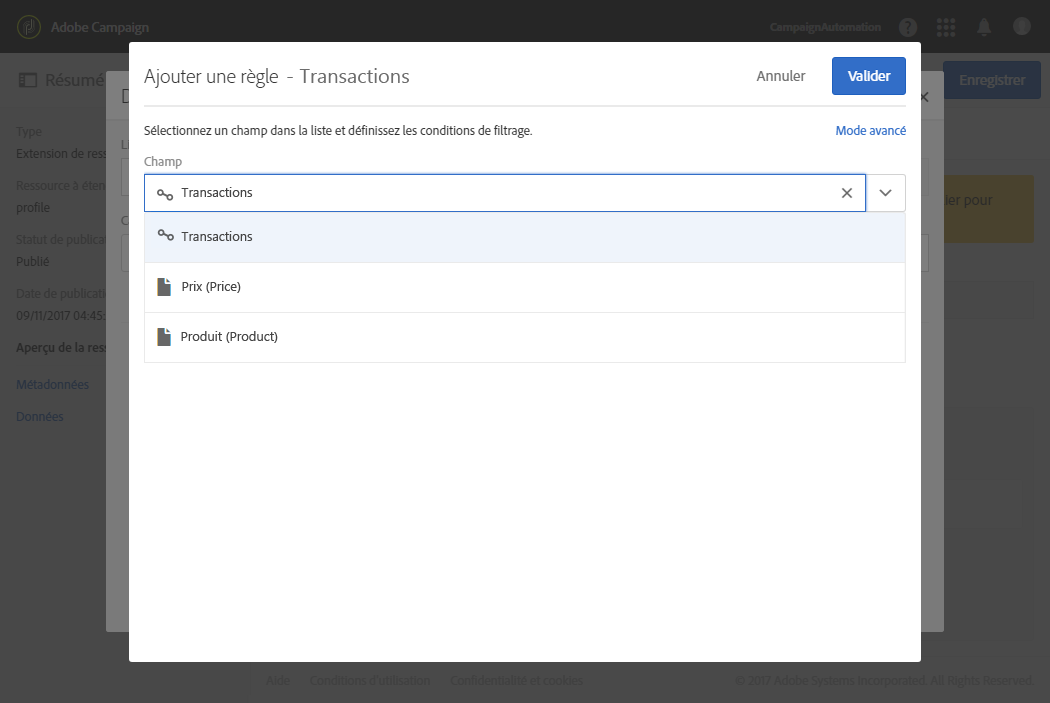 Adobe Campaign
CampaignAutomation
Résumé
Enregistrer
Ajouter une règle - Transactions
Annuler
Valider
Sélectionnez un champ dans la liste et définissez les conditions de filtrage.
Mode avancé
Champ
Transactions
Transactions
Prix (Price)
Produit (Product)
Type
Extension de ress
Ressource à éten
profile
Statut de publicat
Publié
Date de publicati
09/11/2017 04:45:
Aperçu de la ress
Métadonnées
Données
ler pour
Aide Conditions d'utilisation Confidentialité et cookies
© 2017 Adobe Systems Incorporated. All Rights Reserved.